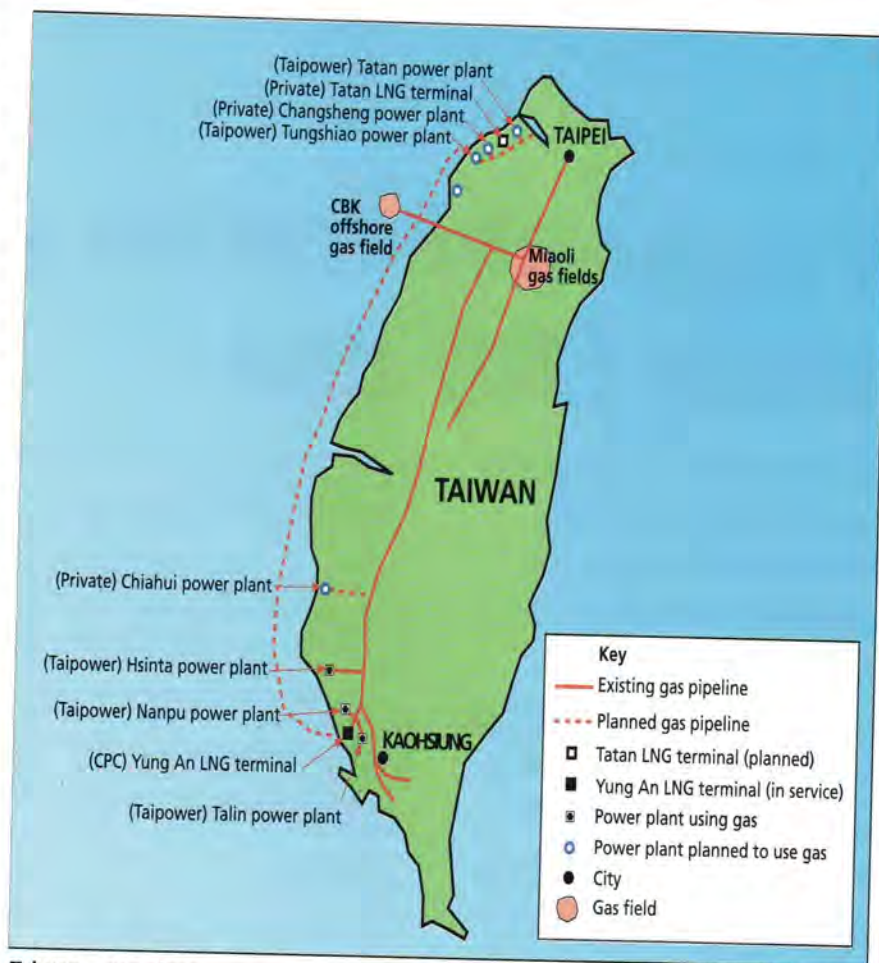 (Taipower) Tatan power plant
(Private) Tatan LNG terminal
(Private) Changsheng power plant
(Taipower) Tungshiao power plant
TAIPEI
CBK
offshore
gas field
Miaoli
gas fields
TAIWAN
(Private) Chiahui power plant
(Taipower) Hsinta power plant
(Taipower) Nanpu power plant
KAOHSIUNG
(CPC) Yung An LNG terminal
(Taipower) Talin power plant
Key
Existing gas pipeline
Planned gas pipeline
Tatan LNG terminal (planned)
Yung An LNG terminal (in service)
Power plant using gas
Power plant planned to use gas
City
Gas field